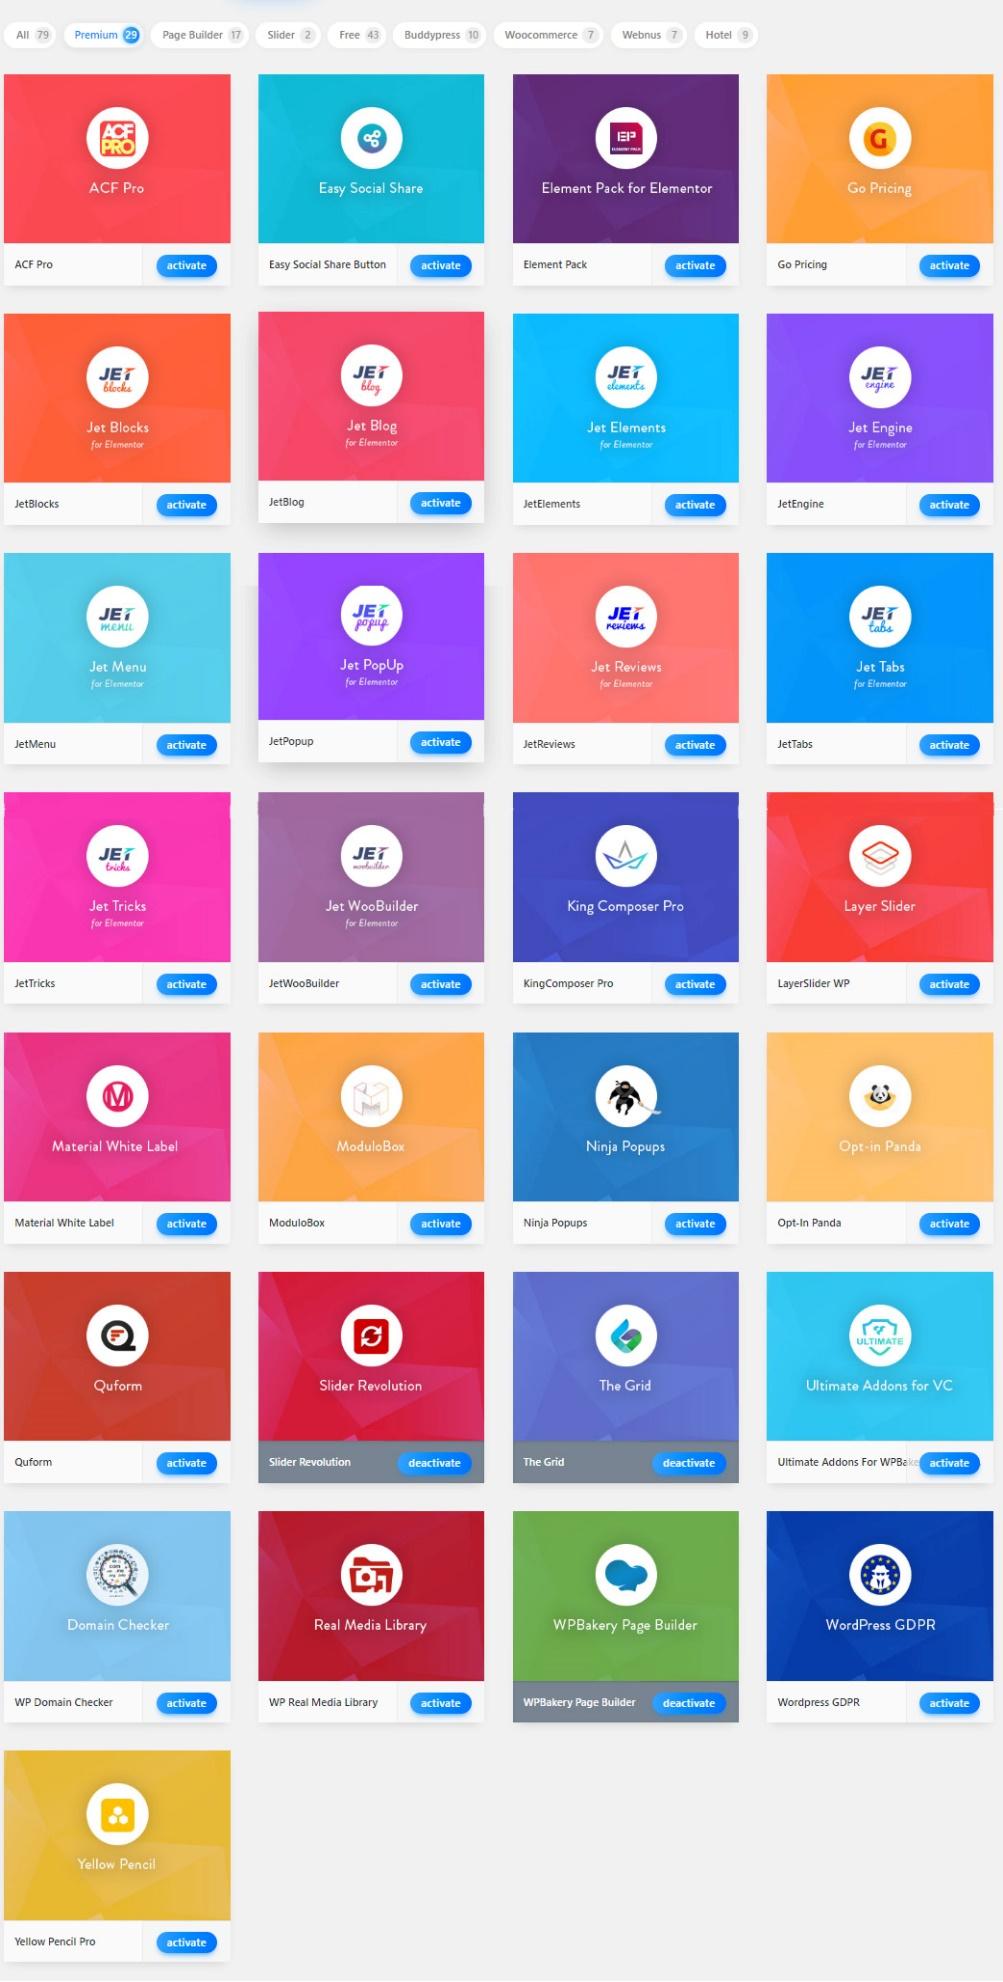 All 79 Premium 29 Page Builder 17 Slider 2 Free 43 Buddypress 10 Woocommerce 7 Webnus 7 Hotel 9
ACF PRO
ACF Pro
ACF Pro activate
Easy Social Share
Easy Social Share Button activate
EP
ELEMENT PACK
Element Pack for Elementor
Element Pack activate
G
Go Pricing
Go Pricing activate
JET
blocks
Jet Blocks
for Elementor
JetBlocks activate
JET
blog
Jet Blog
for Elementor
JetBlog activate
JET
elements
Jet Elements
for Elementor
JetElements activate
JET
engine
Jet Engine
for Elementor
JetEngine activate
JET
menu
Jet Menu
for Elementor
JetMenu activate
JET
popup
Jet PopUp
for Elementor
JetPopup activate
JET
reviews
Jet Reviews
for Elementor
JetReviews activate
JET
tabs
Jet Tabs
for Elementor
JetTabs activate
JET
tricks
Jet Tricks
for Elementor
JetTricks activate
JET
woobuilder
Jet WooBuilder
for Elementor
JetWooBuilder activate
King Composer Pro
KingComposer Pro activate
Layer Slider
LayerSlider WP activate
M
Material White Label
Material White Label activate
ModuloBox
ModuloBox activate
Ninja Popups
Ninja Popups activate
Opt-in Panda
Opt-In Panda activate
Quform
Quform activate
Slider Revolution
Slider Revolution deactivate
The Grid
The Grid deactivate
ULTIMATE
Ultimate Addons for VC
Ultimate Addons For WPBake activate
Domain Checker
WP Domain Checker activate
Real Media Library
WP Real Media Library activate
WPBakery Page Builder
WPBakery Page Builder deactivate
WordPress GDPR
Wordpress GDPR activate
Yellow Pencil
Yellow Pencil Pro activate